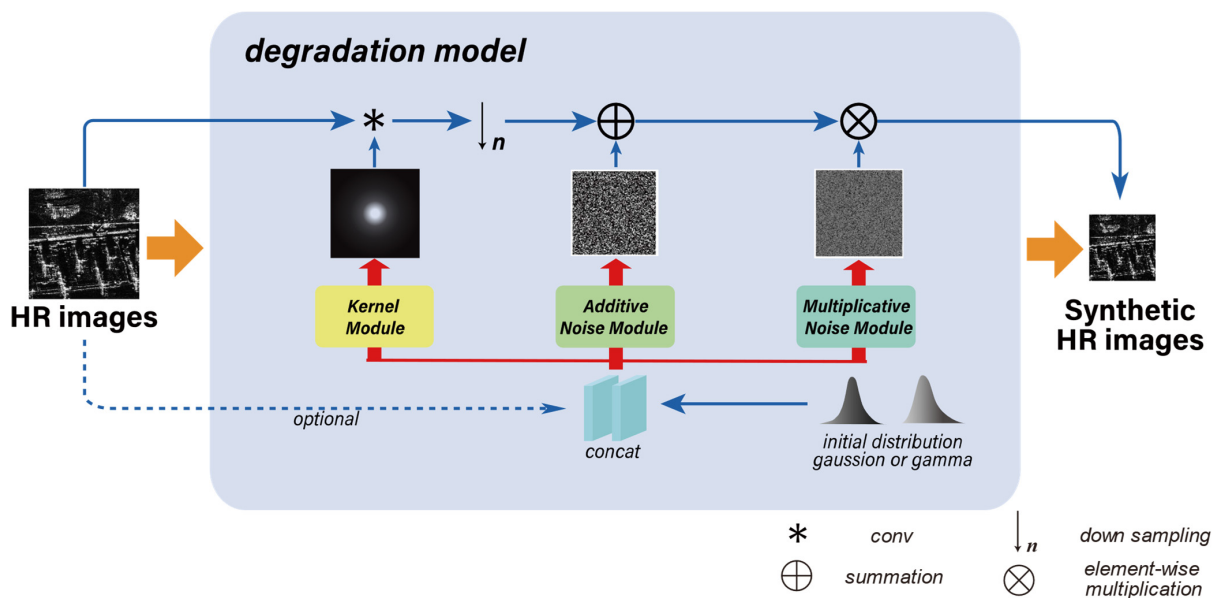 degradation model
*
n
HR images
Kernel
Module
Additive
Noise Module
Multiplicative
Noise Module
Synthetic
HR images
optional
concat
initial distribution
gaussion or gamma
* conv
n down sampling
summation
element-wise
multiplication